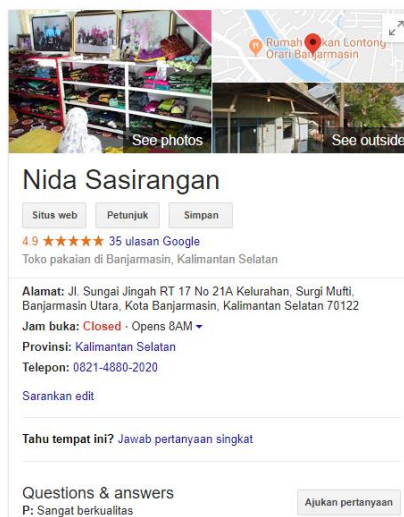 Rumah Makan Lontong
Orari Banjarmasin
See photos
See outside
Nida Sasirangan
Situs web
Petunjuk
Simpan
4.9 ★★★★★ 35 ulasan Google
Toko pakaian di Banjarmasin, Kalimantan Selatan
Alamat: Jl. Sungai Jingah RT 17 No 21A Kelurahan, Surgi Mufti,
Banjarmasin Utara, Kota Banjarmasin, Kalimantan Selatan 70122
Jam buka: Closed · Opens 8AM
Provinsi: Kalimantan Selatan
Telepon: 0821-4880-2020
Sarankan edit
Tahu tempat ini? Jawab pertanyaan singkat
Questions & answers
Ajukan pertanyaan
P: Sangat berkualitas